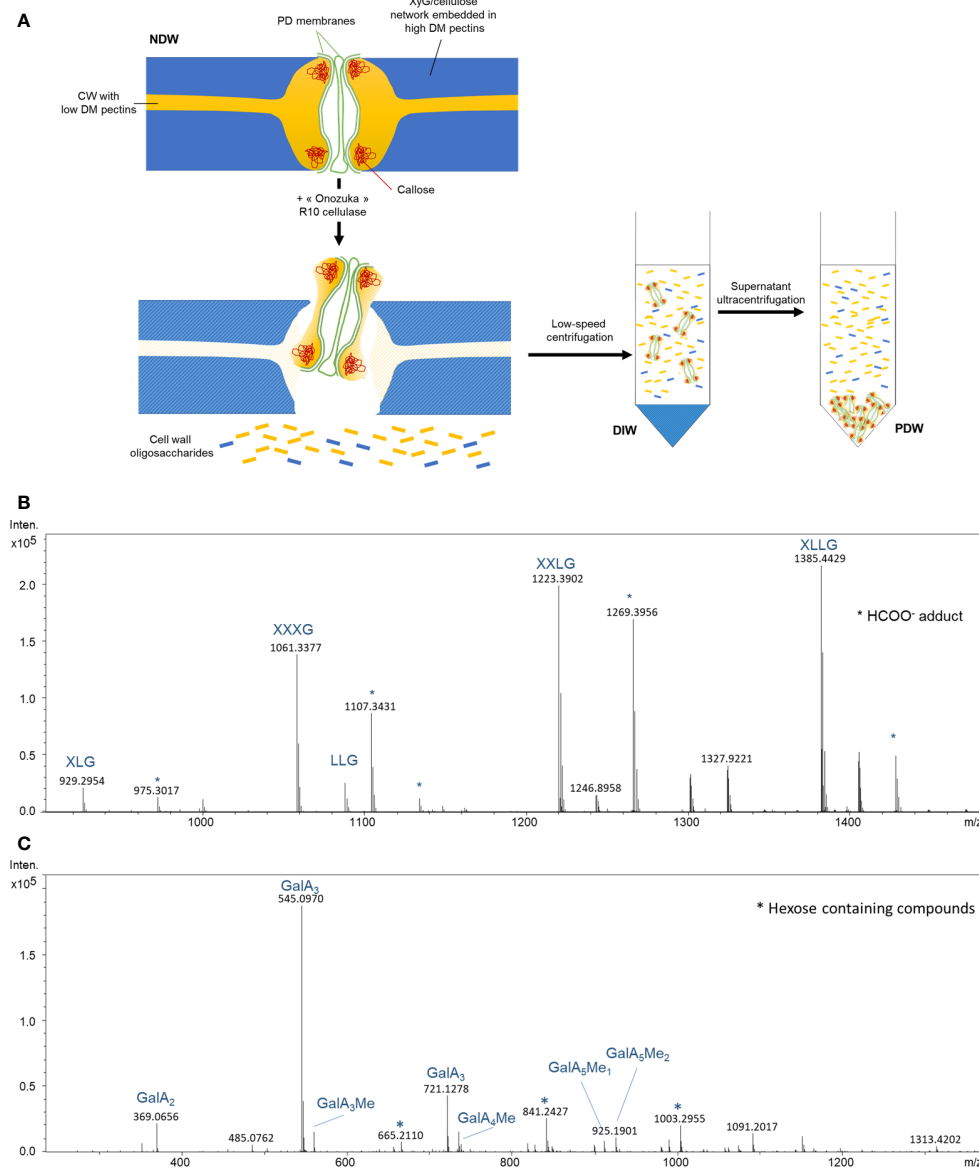 A
NDW
PD membranes
XyG/cellulose
network embedded in
high DM pectins
CW with
low DM pectins
Callose
+ « Onozuka »
R10 cellulase
Low-speed
centrifugation
Supernatant
ultracentrifugation
DIW
PDW
Cell wall
oligosaccharides
B
Inten.
x10⁵
2.0
1.5
1.0
0.5
0.0
XLG
929.2954
*
975.3017
XXXG
1061.3377
LLG
*
1107.3431
*
XXLG
1223.3902
1246.8958
*
1269.3956
1327.9221
XLLG
1385.4429
*
* HCOO⁻ adduct
1000
1100
1200
1300
1400
m/z
C
Inten.
x10⁵
1.5
1.0
0.5
0.0
GalA₂
369.0656
485.0762
GalA₃
545.0970
GalA₃Me
*
665.2110
GalA₃
721.1278
GalA₄Me
*
841.2427
GalA₅Me₁
GalA₅Me₂
925.1901
*
1003.2955
1091.2017
1313.4202
* Hexose containing compounds
400
600
800
1000
1200
m/z